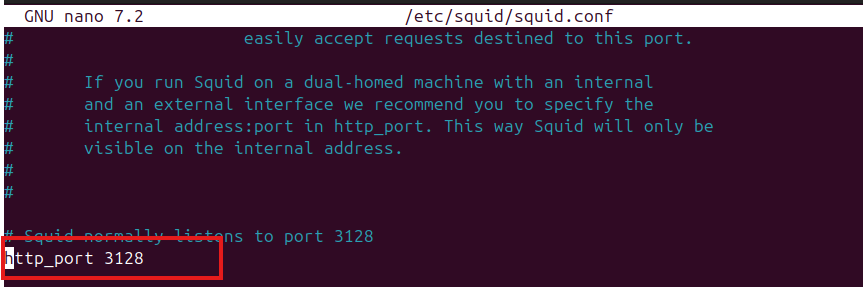 GNU nano 7.2 /etc/squid/squid.conf
# easily accept requests destined to this port.
#
# If you run Squid on a dual-homed machine with an internal
# and an external interface we recommend you to specify the
# internal address:port in http_port. This way Squid will only be
# visible on the internal address.
#
#
# Squid normally listens to port 3128
http_port 3128